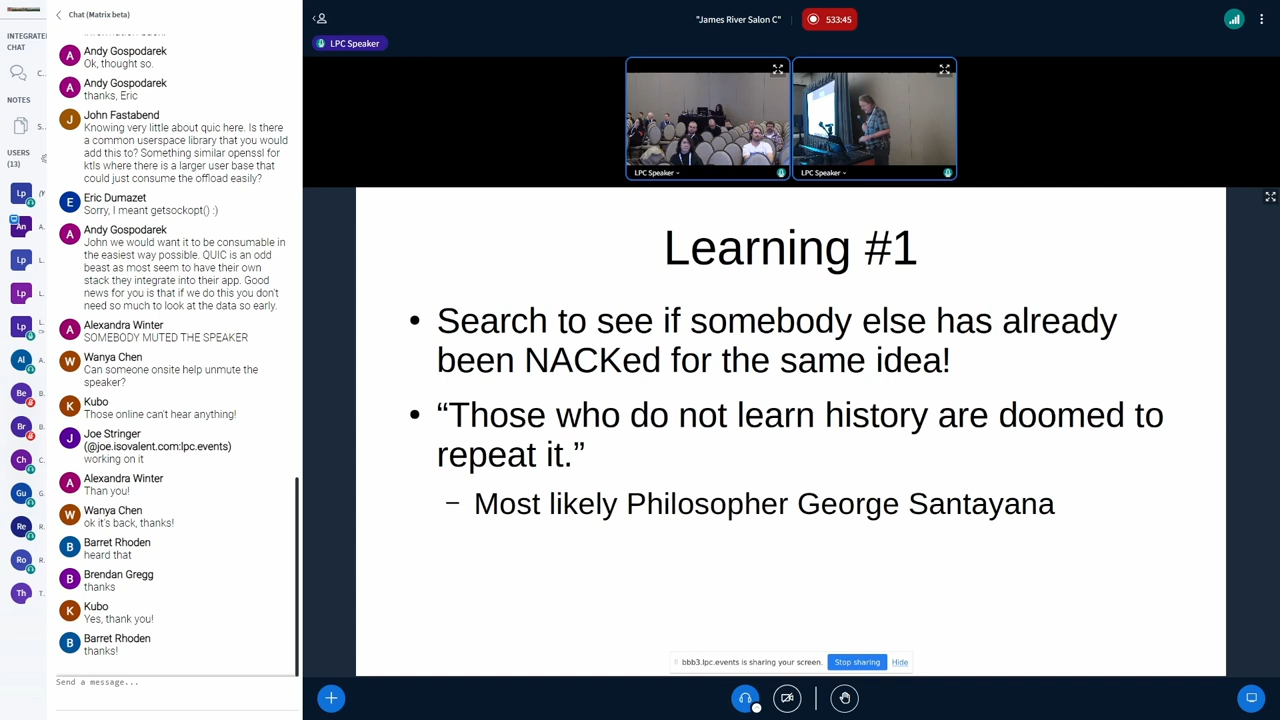 Chat (Matrix beta)
INTEGRATE
CHAT
C..
NOTES
S..
USERS
(13)
Andy Gospodarek
Ok, thought so.
Andy Gospodarek
thanks, Eric
John Fastabend
Knowing very little about quic here. Is there
a common userspace library that you would
add this to? Something similar openssl for
ktls where there is a larger user base that
could just consume the offload easily?
Eric Dumazet
Sorry, I meant getsockopt() :)
Andy Gospodarek
John we would want it to be consumable in
the easiest way possible. QUIC is an odd
beast as most seem to have their own
stack they integrate into their app. Good
news for you is that if we do this you don't
need so much to look at the data so early.
Alexandra Winter
SOMEBODY MUTED THE SPEAKER
Wanya Chen
Can someone onsite help unmute the
speaker?
Kubo
Those online can't hear anything!
Joe Stringer
(@joe.isovalent.com:lpc.events)
working on it
Alexandra Winter
Than you!
Wanya Chen
ok it's back, thanks!
Barret Rhoden
heard that
Brendan Gregg
thanks
Kubo
Yes, thank you!
Barret Rhoden
thanks!
Send a message...
"James River Salon C"
533:45
LPC Speaker
LPC Speaker
LPC Speaker
Learning #1
• Search to see if somebody else has already
been NACKed for the same idea!
• “Those who do not learn history are doomed to
repeat it.”
– Most likely Philosopher George Santayana
bbb3.lpc.events is sharing your screen.
Stop sharing
Hide